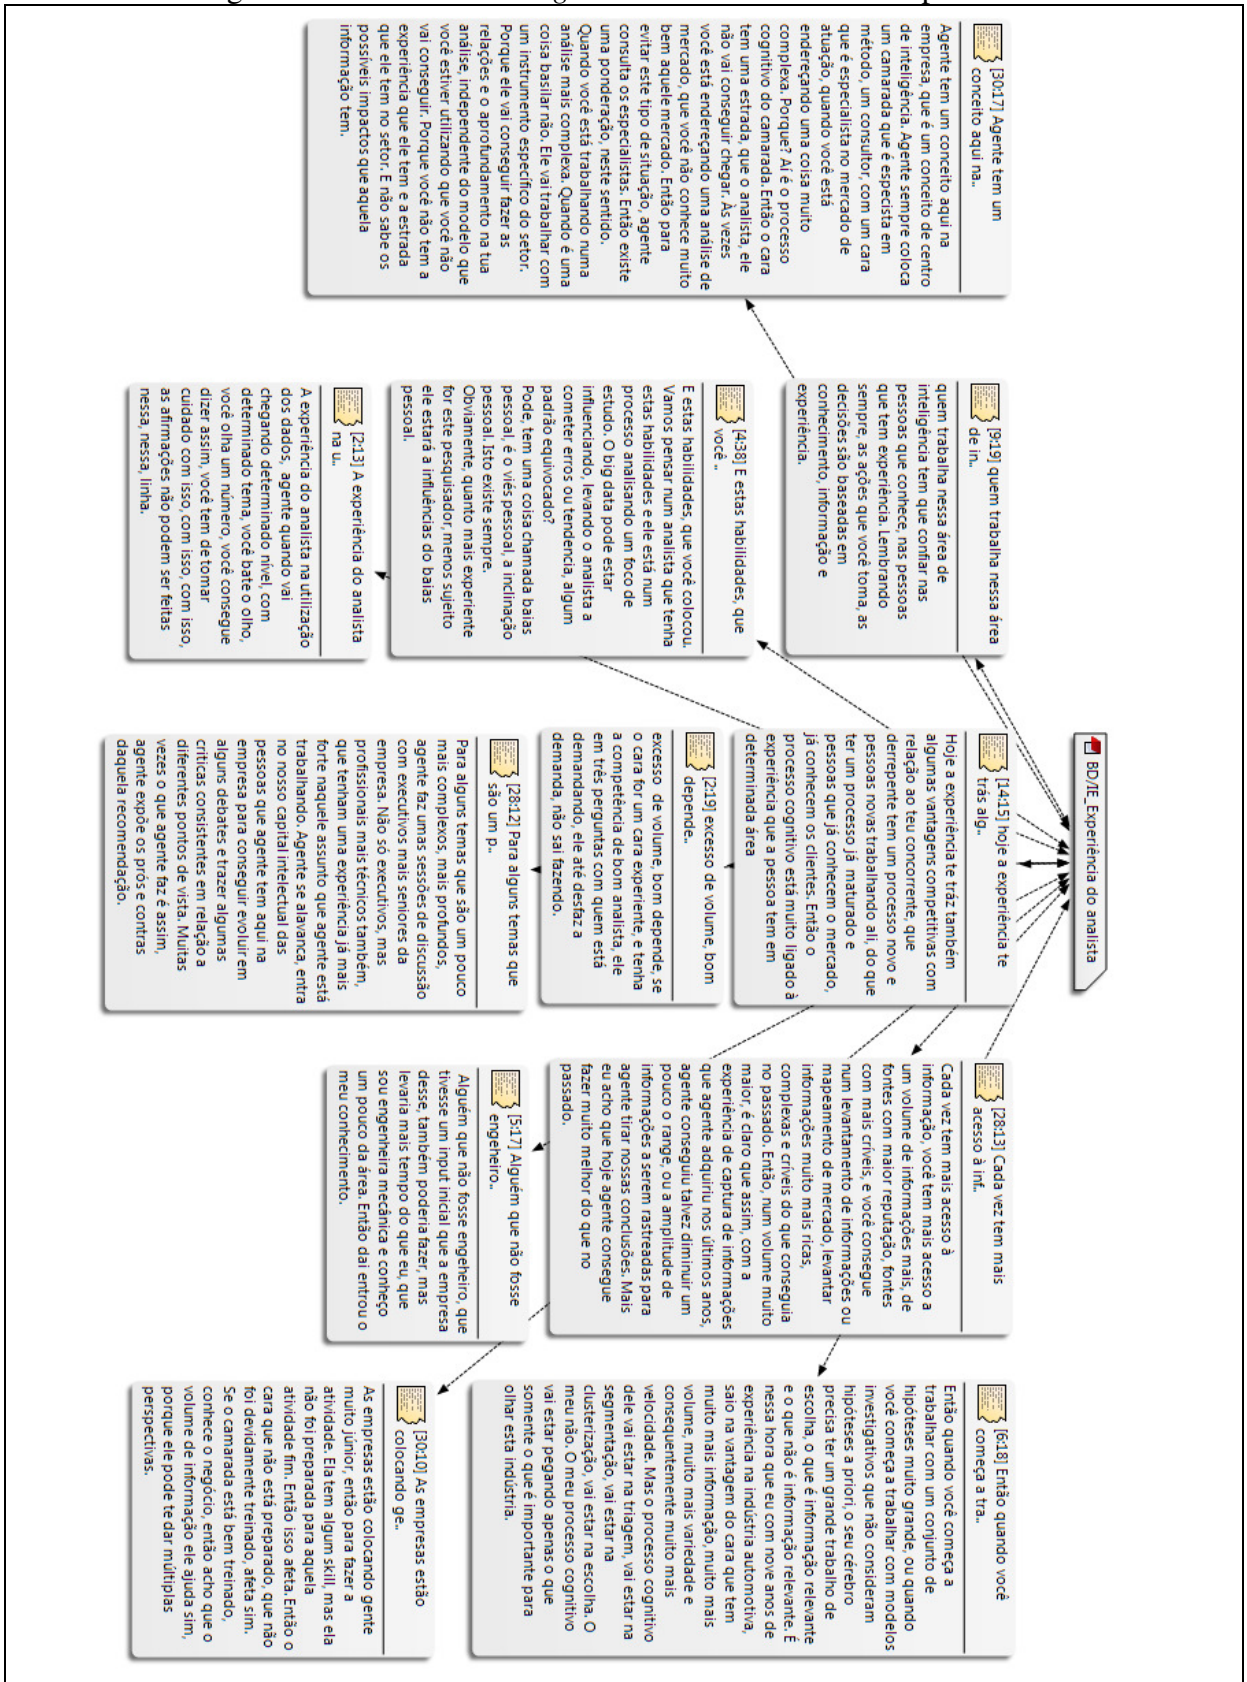 BD/IE_Experiência do analista
[30:17] Agente tem um
conceito aqui na..
Agente tem um conceito aqui na
empresa, que é um conceito de centro
de inteligência. Agente sempre coloca
um camarada que é especista em
método, um consultor, com um cara
que é especialista no mercado de
atuação, quando você está
endereçando uma coisa muito
complexa. Porque? Aí é o processo
cognitivo do camarada. Então o cara
tem uma estrada, que o analista, ele
não vai conseguir chegar. Às vezes
você está endereçando uma análise de
mercado, que você não conhece muito
bem aquele mercado. Então para
evitar este tipo de situação, agente
consulta os especialistas. Então existe
uma ponderação, neste sentido.
Quando você está trabalhando numa
análise mais complexa. Quando é uma
coisa basilar não. Ele vai trabalhar com
um instrumento específico do setor.
Porque ele vai conseguir fazer as
relações e o aprofundamento na tua
análise, independente do modelo que
você estiver utilizando que você não
vai conseguir. Porque você não tem a
experiência que ele tem e a estrada
que ele tem no setor. E não sabe os
possíveis impactos que aquela
informação tem.
[9:19] quem trabalha nessa área
de in..
quem trabalha nessa área de
inteligência tem que confiar nas
pessoas que conhece, nas pessoas
que tem experiência. Lembrando
sempre, as ações que você toma, as
decisões são baseadas em
conhecimento, informação e
experiência.
[4:38] E estas habilidades, que
você ..
E estas habilidades, que você colocou.
Vamos pensar num analista que tenha
estas habilidades e ele está num
processo analisando um foco de
estudo. O big data pode estar
influenciando, levando o analista a
cometer erros ou tendencia, algum
padrão equivocado?
Pode, tem uma coisa chamada baias
pessoal, é o viés pessoal, a inclinação
pessoal. Isto existe sempre.
Obviamente, quanto mais experiente
for este pesquisador, menos sujeito
ele estará a influências do baias
pessoal.
[2:13] A experiência do analista
na u..
A experiência do analista na utilização
dos dados, agente quando vai
chegando determinado nível, com
determinado tema, você bate o olho,
você olha um número, você consegue
dizer assim, você tem de tomar
cuidado com isso, com isso, com isso,
as afirmações não podem ser feitas
nessa, nessa, linha.
[14:15] hoje a experiência te
trás alg..
Hoje a experiência te tráz também
algumas vantagens competitivas com
relação ao teu concorrente, que
derrepente tem um processo novo e
pessoas novas trabalhando ali, do que
ter um processo já maturado e
pessoas que já conhecem o mercado,
já conhecem os clientes. Então o
processo cognitivo está muito ligado à
experiência que a pessoa tem em
determinada área
[2:19] excesso de volume, bom
depende..
excesso de volume, bom depende, se
o cara for um cara experiente, e tenha
a competência de bom analista, ele
em três perguntas com quem está
demandando, ele até desfaz a
demanda, não sai fazendo.
[28:12] Para alguns temas que
são um p..
Para alguns temas que são um pouco
mais complexos, mais profundos,
agente faz umas sessões de discussão
com executivos mais seniores da
empresa. Não só executivos, mas
profissionais mais técnicos também,
que tenham uma experiência já mais
forte naquele assunto que agente está
trabalhando. Agente se alavanca, entra
no nosso capital intelectual das
pessoas que agente tem aqui na
empresa para conseguir evoluir em
alguns debates e trazer algumas
críticas consistentes em relação a
diferentes pontos de vista. Muitas
vezes o que agente faz é assim,
agente expõe os prós e contras
daquela recomendação.
[28:13] Cada vez tem mais
acesso à inf..
Cada vez tem mais acesso à
informação, você tem mais acesso a
um volume de informações mais, de
fontes com maior reputação, fontes
com mais críveis, e você consegue
num levantamento de informações ou
mapeamento de mercado, levantar
informações muito mais ricas,
complexas e críveis do que conseguia
no passado. Então, num volume muito
maior, é claro que assim, com a
experiência de captura de informações
que agente adquiriu nos últimos anos,
agente conseguiu talvez diminuir um
pouco o range, ou a amplitude de
informações a serem rastreadas para
agente tirar nossas conclusões. Mais
eu acho que hoje agente consegue
fazer muito melhor do que no
passado.
[5:17] Alguém que não fosse
engeheiro..
Alguém que não fosse engeheiro, que
tivesse um input inicial que a empresa
desse, também poderia fazer, mas
levaria mais tempo do que eu, que
sou engenheira mecânica e conheço
um pouco da área. Então dai entrou o
meu conhecimento.
[6:18] Então quando você
começa a tra..
Então quando você começa a
trabalhar com um conjunto de
hipóteses muito grande, ou quando
você começa a trabalhar com modelos
investigativos que não consideram
hipóteses a priori, o seu cérebro
precisa ter um grande trabalho de
escolha, o que é informação relevante
e o que não é informação relevante. É
nessa hora que eu com nove anos de
experiência na indústria automotiva,
saio na vantagem do cara que tem
muito mais informação, muito mais
volume, muito mais variedade e
consequentemente muito mais
velocidade. Mas o processo cognitivo
dele vai estar na triagem, vai estar na
segmentação, vai estar na
clusterização, vai estar na escolha. O
meu não. O meu processo cognitivo
vai estar pegando apenas o que
somente o que é importante para
olhar esta indústria.
[30:10] As empresas estão
colocando ge..
As empresas estão colocando gente
muito júnior, então para fazer a
atividade. Ela tem algum skill, mas ela
não foi preparada para aquela
atividade fim. Então isso afeta. Então o
cara que não está preparado, que não
foi devidamente treinado, afeta sim.
Se o camarada está bem treinado,
conhece o negócio, então acho que o
volume de informação ele ajuda sim,
porque ele pode te dar múltiplas
perspectivas.